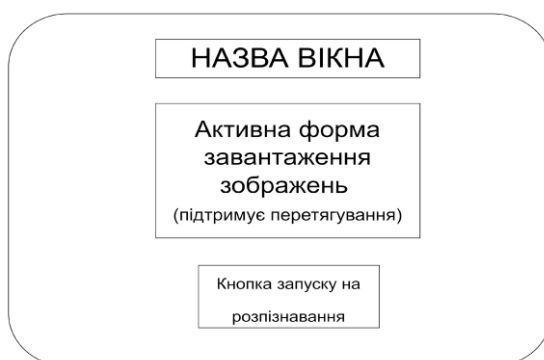 НАЗВА ВІКНА
Активна форма
завантаження
зображень
(підтримує перетягування)
Кнопка запуску на
розпізнавання